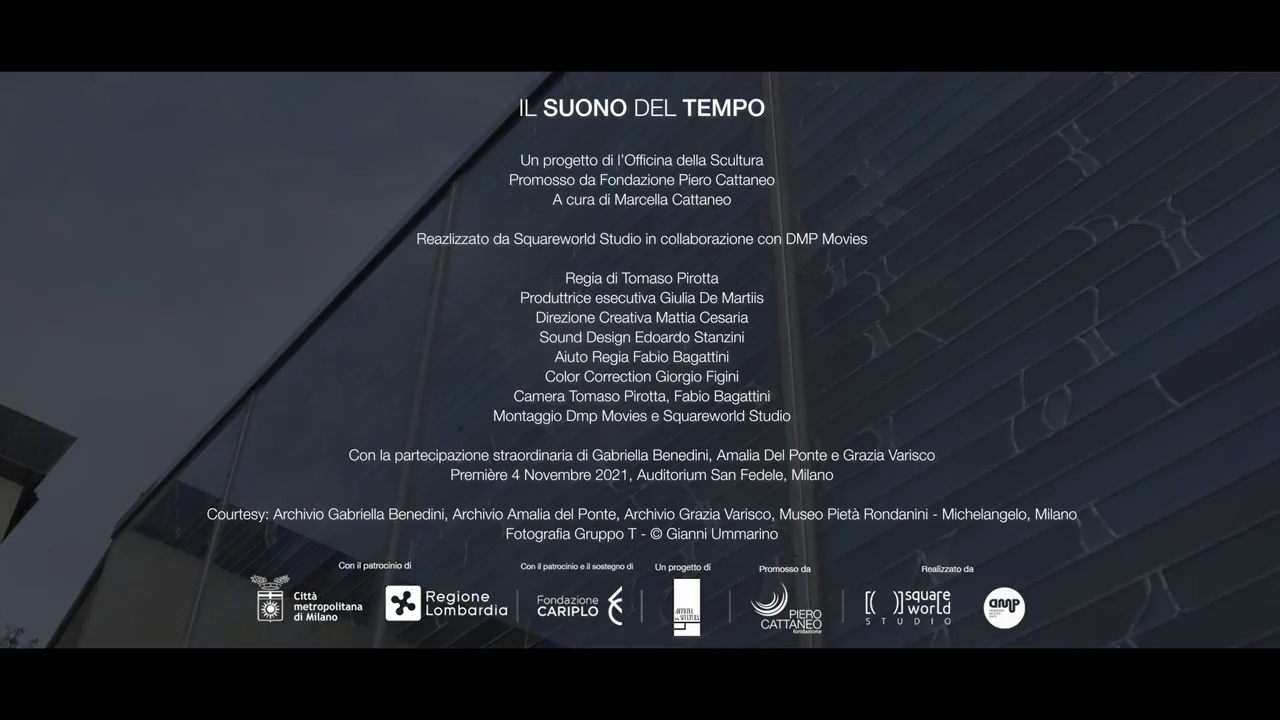 IL SUONO DEL TEMPO
Un progetto di l'Officina della Scultura
Promosso da Fondazione Piero Cattaneo
A cura di Marcella Cattaneo
Reazlizzato da Squareworld Studio in collaborazione con DMP Movies
Regia di Tomaso Pirotta
Produttrice esecutiva Giulia De Martiis
Direzione Creativa Mattia Cesaria
Sound Design Edoardo Stanzini
Aiuto Regia Fabio Bagattini
Color Correction Giorgio Figini
Camera Tomaso Pirotta, Fabio Bagattini
Montaggio Dmp Movies e Squareworld Studio
Con la partecipazione straordinaria di Gabriella Benedini, Amalia Del Ponte e Grazia Varisco
Première 4 Novembre 2021, Auditorium San Fedele, Milano
Courtesy: Archivio Gabriella Benedini, Archivio Amalia del Ponte, Archivio Grazia Varisco, Museo Pietà Rondanini - Michelangelo, Milano
Fotografia Gruppo T - © Gianni Ummarino
Con il patrocinio di
Città
metropolitana
di Milano
Regione
Lombardia
Con il patrocinio e il sostegno di
Fondazione
CARIPLO
Un progetto di
SCULTURA
Promosso da
PIERO
CATTANEO
fondazione
Realizzato da
square
world
STUDIO
dmp